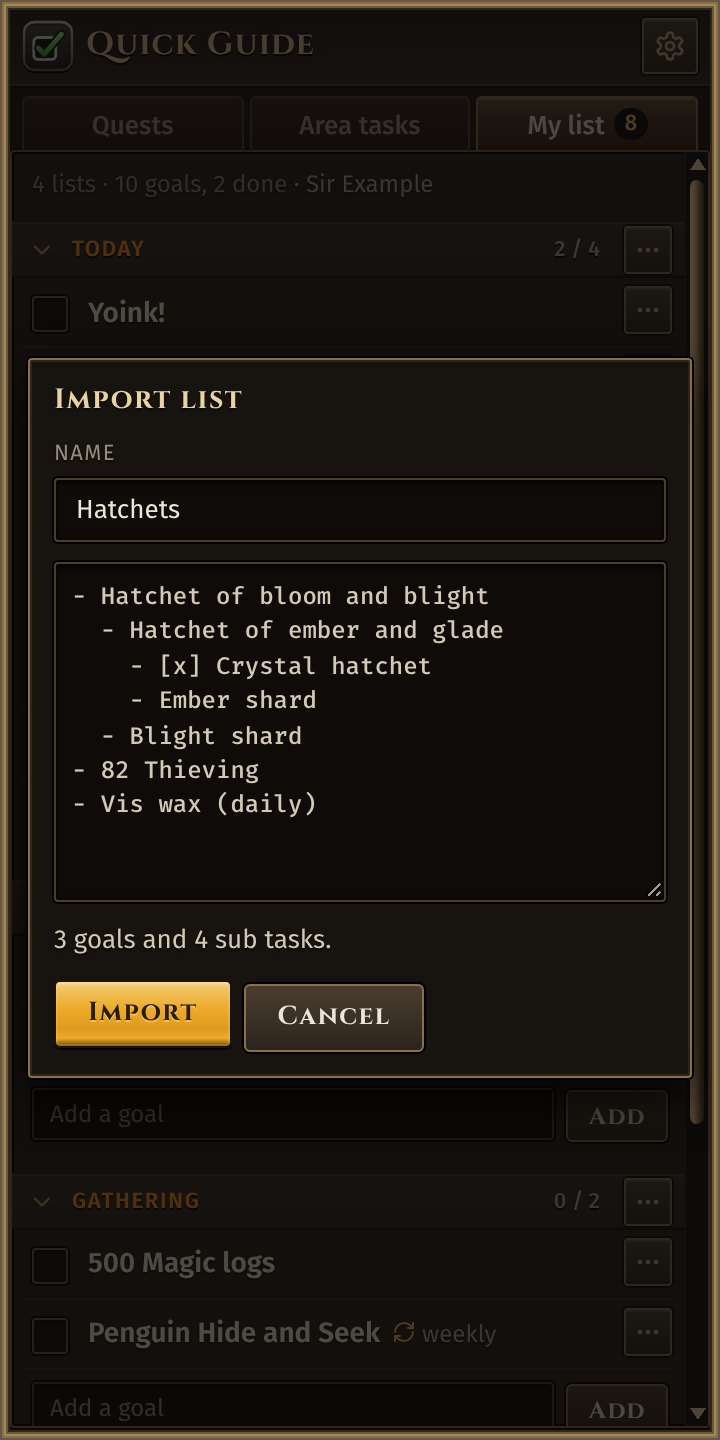 Quick Guide
Quests
Area tasks
My list 8
4 lists · 10 goals, 2 done · Sir Example
TODAY
2 / 4
Yoink!
Import list
NAME
Hatchets
- Hatchet of bloom and blight
  - Hatchet of ember and glade
    - [x] Crystal hatchet
    - Ember shard
  - Blight shard
- 82 Thieving
- Vis wax (daily)
3 goals and 4 sub tasks.
Import
Cancel
Add a goal
Add
GATHERING
0 / 2
500 Magic logs
Penguin Hide and Seek weekly
Add a goal
Add